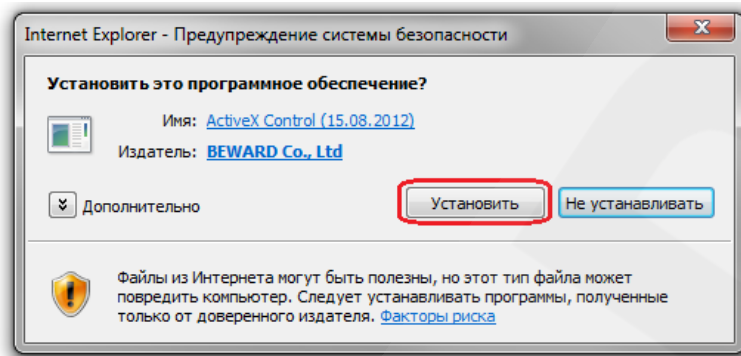 Internet Explorer - Предупреждение системы безопасности
Установить это программное обеспечение?
Имя: ActiveX Control (15.08.2012)
Издатель: BEWARD Co., Ltd
Дополнительно Установить Не устанавливать
Файлы из Интернета могут быть полезны, но этот тип файла может
повредить компьютер. Следует устанавливать программы, полученные
только от доверенного издателя. Факторы риска